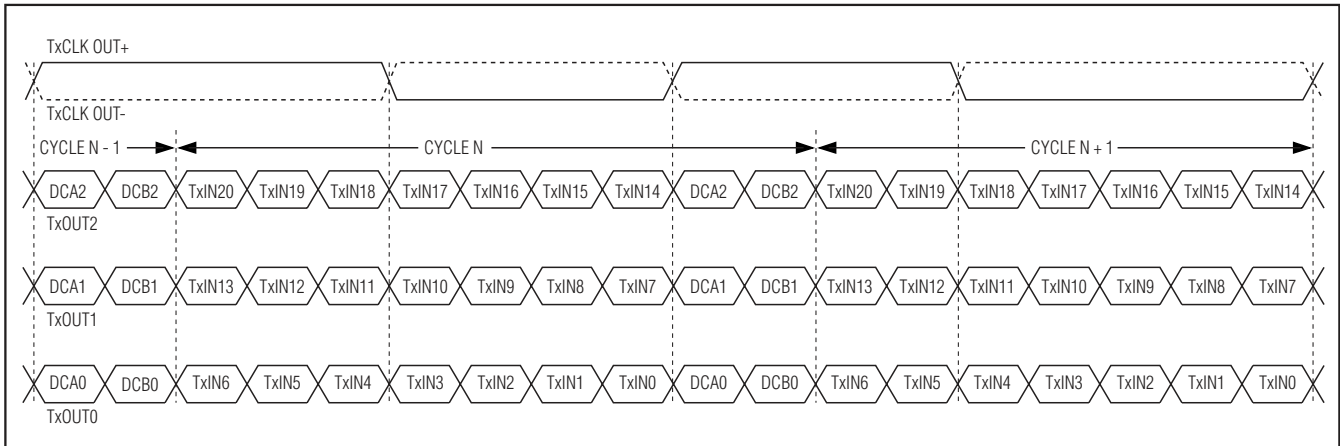 TxCLK OUT+
TxCLK OUT-
CYCLE N - 1 CYCLE N CYCLE N + 1
DCA2 DCB2 TxIN20 TxIN19 TxIN18 TxIN17 TxIN16 TxIN15 TxIN14 DCA2 DCB2 TxIN20 TxIN19 TxIN18 TxIN17 TxIN16 TxIN15 TxIN14
TxOUT2
DCA1 DCB1 TxIN13 TxIN12 TxIN11 TxIN10 TxIN9 TxIN8 TxIN7 DCA1 DCB1 TxIN13 TxIN12 TxIN11 TxIN10 TxIN9 TxIN8 TxIN7
TxOUT1
DCA0 DCB0 TxIN6 TxIN5 TxIN4 TxIN3 TxIN2 TxIN1 TxIN0 DCA0 DCB0 TxIN6 TxIN5 TxIN4 TxIN3 TxIN2 TxIN1 TxIN0
TxOUT0